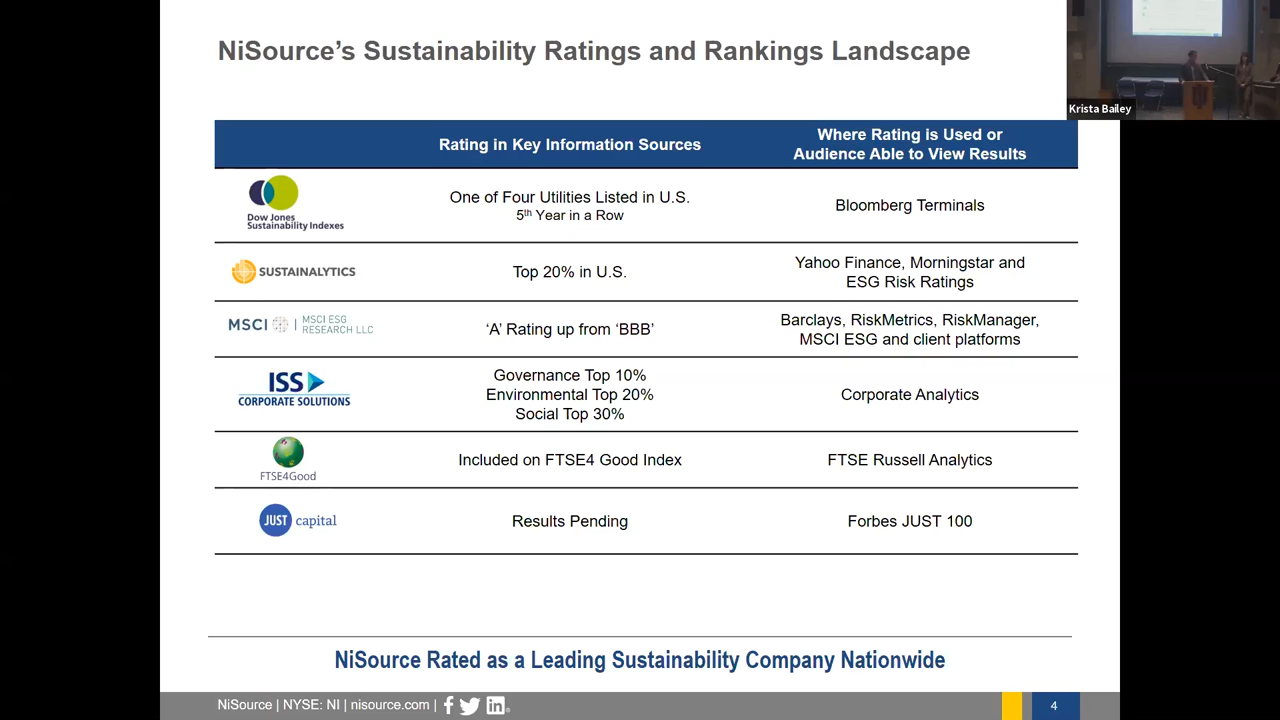 NiSource's Sustainability Ratings and Rankings Landscape
Krista Bailey
Rating in Key Information Sources
Where Rating is Used or
Audience Able to View Results
Dow Jones
Sustainability Indexes
One of Four Utilities Listed in U.S.
5th Year in a Row
Bloomberg Terminals
SUSTAINALYTICS
Top 20% in U.S.
Yahoo Finance, Morningstar and
ESG Risk Ratings
MSCI | MSCI ESG
RESEARCH LLC
‘A’ Rating up from ‘BBB’
Barclays, RiskMetrics, RiskManager,
MSCI ESG and client platforms
ISS
CORPORATE SOLUTIONS
Governance Top 10%
Environmental Top 20%
Social Top 30%
Corporate Analytics
FTSE4Good
Included on FTSE4 Good Index
FTSE Russell Analytics
JUST capital
Results Pending
Forbes JUST 100
NiSource Rated as a Leading Sustainability Company Nationwide
NiSource | NYSE: NI | nisource.com |
4